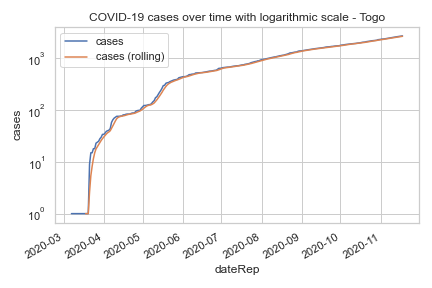 COVID-19 cases over time with logarithmic scale - Togo
cases
cases (rolling)
10³
10²
10¹
10⁰
cases
2020-03
2020-04
2020-05
2020-06
2020-07
2020-08
2020-09
2020-10
2020-11
dateRep